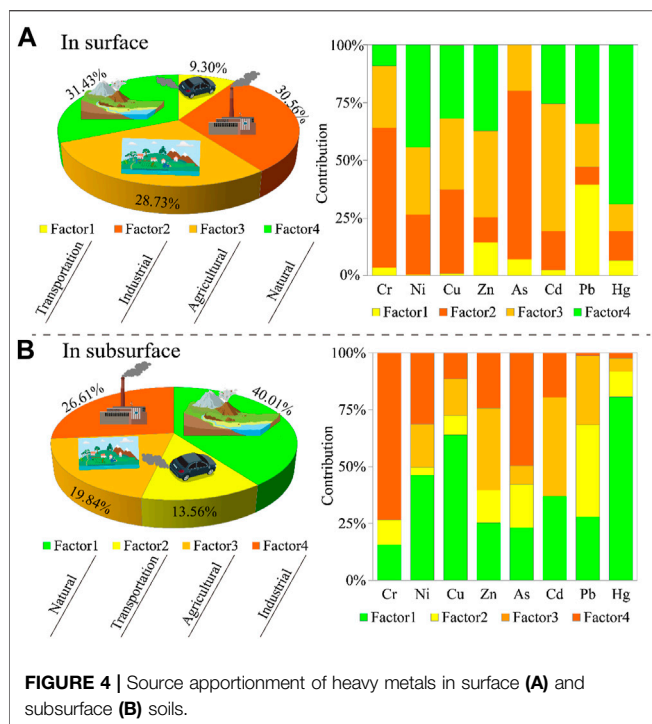 A
In surface
9.30%
30.56%
28.73%
31.43%
Factor1 Factor2 Factor3 Factor4
Transportation Industrial Agricultural Natural
Contribution
100%
75%
50%
25%
0%
Cr Ni Cu Zn As Cd Pb Hg
Factor1 Factor2 Factor3 Factor4
B
In subsurface
26.61%
40.01%
19.84%
13.56%
Factor1 Factor2 Factor3 Factor4
Natural Transportation Agricultural Industrial
Contribution
100%
75%
50%
25%
0%
Cr Ni Cu Zn As Cd Pb Hg
Factor1 Factor2 Factor3 Factor4
FIGURE 4 | Source apportionment of heavy metals in surface (A) and
subsurface (B) soils.